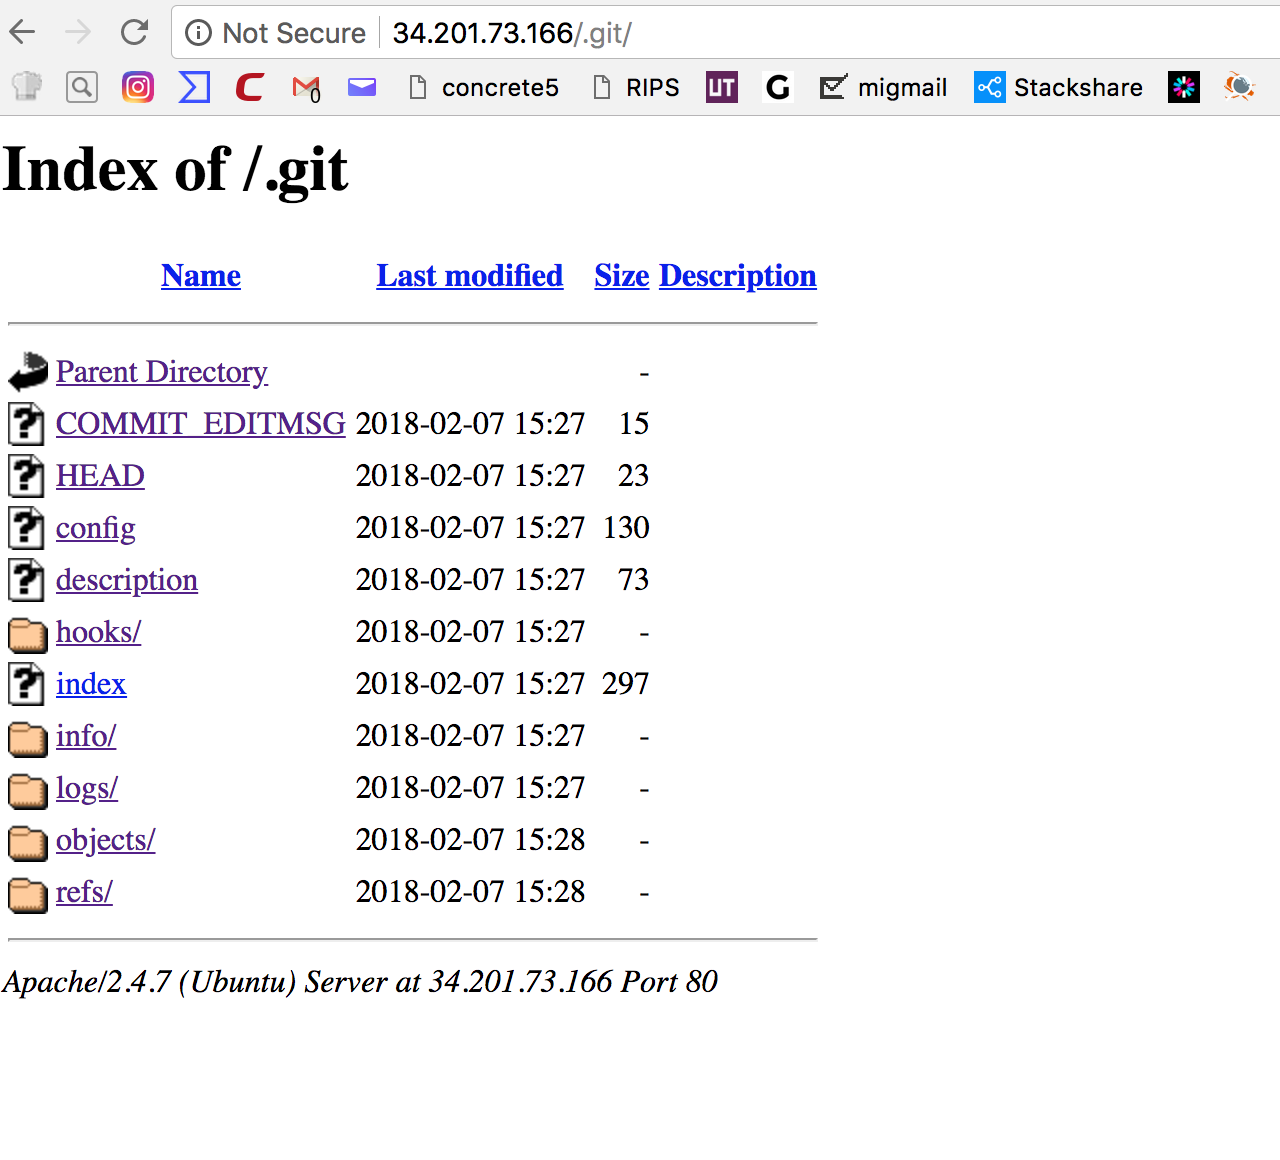 Not Secure 34.201.73.166/.git/
0 concrete5 RIPS UT G migmail Stackshare
Index of /.git
Name Last modified Size Description
Parent Directory -
COMMIT_EDITMSG 2018-02-07 15:27 15
HEAD 2018-02-07 15:27 23
config 2018-02-07 15:27 130
description 2018-02-07 15:27 73
hooks/ 2018-02-07 15:27 -
index 2018-02-07 15:27 297
info/ 2018-02-07 15:27 -
logs/ 2018-02-07 15:27 -
objects/ 2018-02-07 15:28 -
refs/ 2018-02-07 15:28 -
Apache/2.4.7 (Ubuntu) Server at 34.201.73.166 Port 80